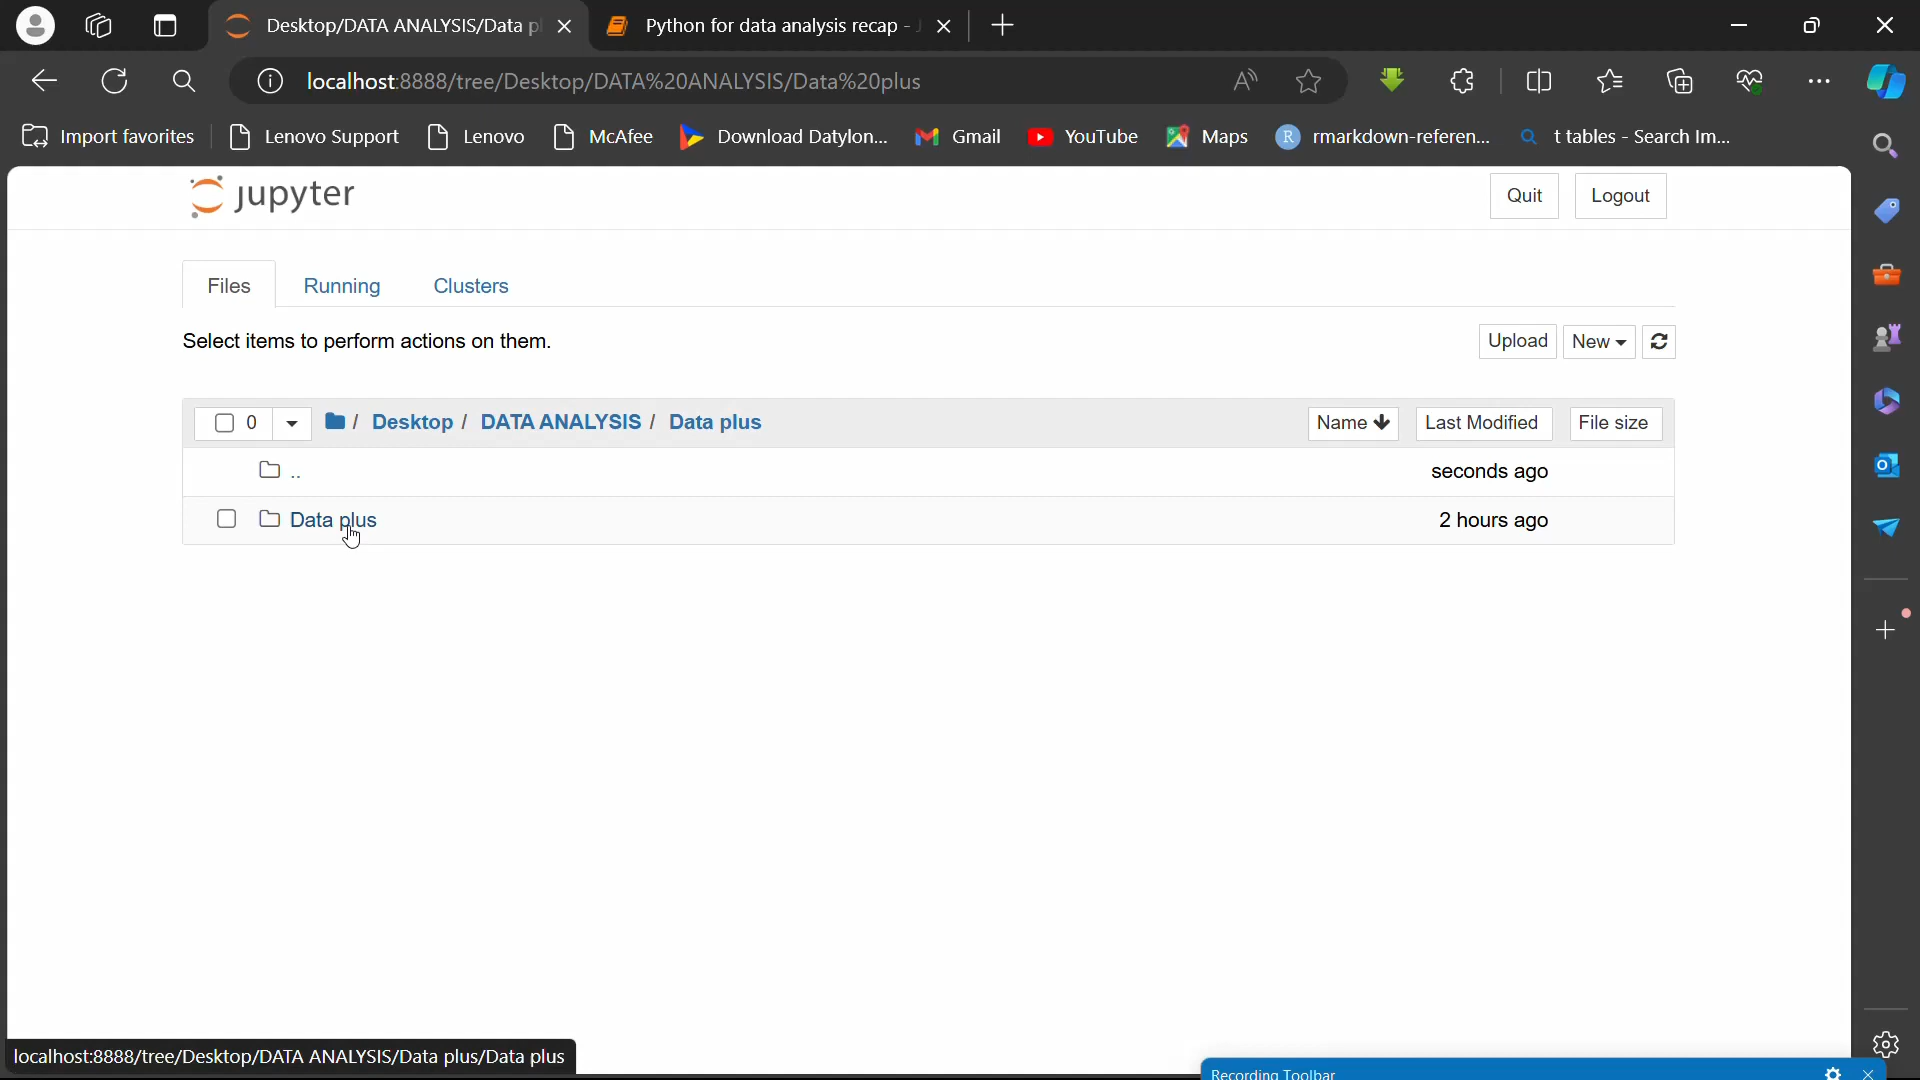 Desktop/DATA ANALYSIS/Data pl
Python for data analysis recap -
localhost:8888/tree/Desktop/DATA%20ANALYSIS/Data%20plus
Import favorites
Lenovo Support
Lenovo
McAfee
Download Datylon...
Gmail
YouTube
Maps
rmarkdown-referen...
t tables - Search Im...
jupyter
Quit
Logout
Files
Running
Clusters
Select items to perform actions on them.
Upload
New
0
/ Desktop / DATA ANALYSIS / Data plus
Name
Last Modified
File size
..
seconds ago
Data plus
2 hours ago
localhost:8888/tree/Desktop/DATA ANALYSIS/Data plus/Data plus
Recording Toolbar